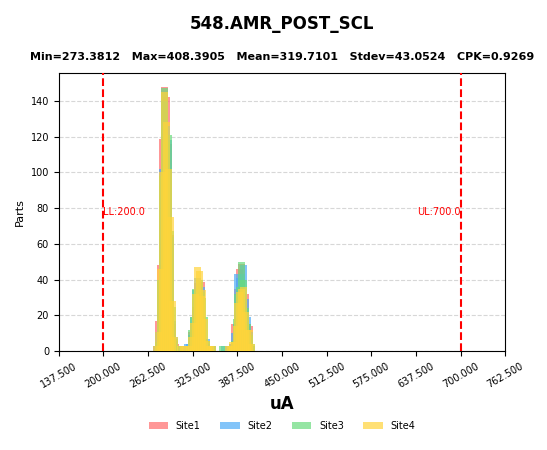 548.AMR_POST_SCL
Min=273.3812 Max=408.3905 Mean=319.7101 Stdev=43.0524 CPK=0.9269
140
120
100
80
60
40
20
0
Parts
LL:200.0
UL:700.0
137.500 200.000 262.500 325.000 387.500 450.000 512.500 575.000 637.500 700.000 762.500
uA
Site1 Site2 Site3 Site4